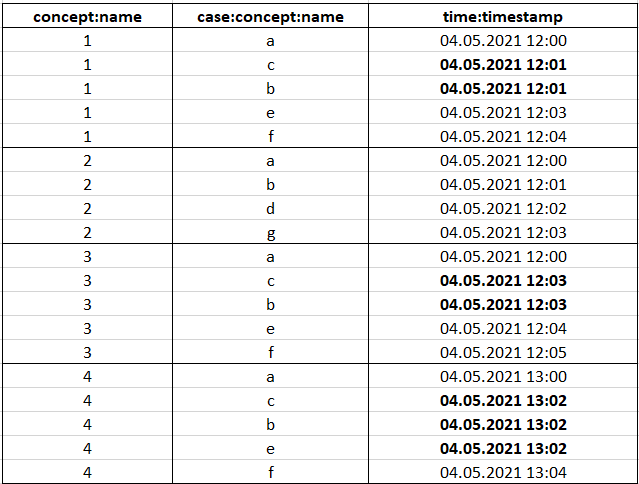 concept:name case:concept:name time:timestamp
1 a 04.05.2021 12:00
1 c 04.05.2021 12:01
1 b 04.05.2021 12:01
1 e 04.05.2021 12:03
1 f 04.05.2021 12:04
2 a 04.05.2021 12:00
2 b 04.05.2021 12:01
2 d 04.05.2021 12:02
2 g 04.05.2021 12:03
3 a 04.05.2021 12:00
3 c 04.05.2021 12:03
3 b 04.05.2021 12:03
3 e 04.05.2021 12:04
3 f 04.05.2021 12:05
4 a 04.05.2021 13:00
4 c 04.05.2021 13:02
4 b 04.05.2021 13:02
4 e 04.05.2021 13:02
4 f 04.05.2021 13:04